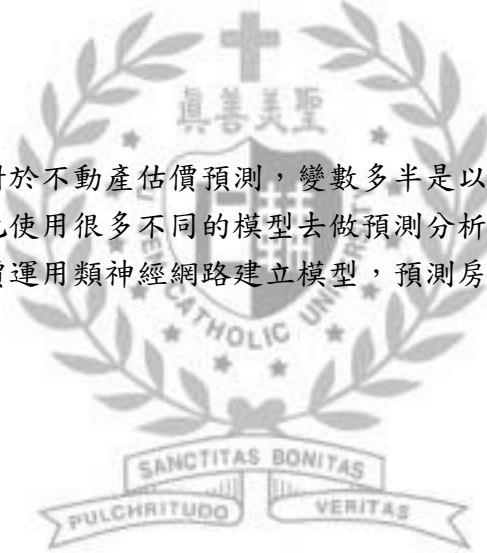 真善美聖
對於不動產估價預測，變數多半是以
使用很多不同的模型去做預測分析
運用類神經網路建立模型，預測房
CATHOLIC UNIVERSITY
SANCTITAS BONITAS
PULCHRITUDO VERITAS